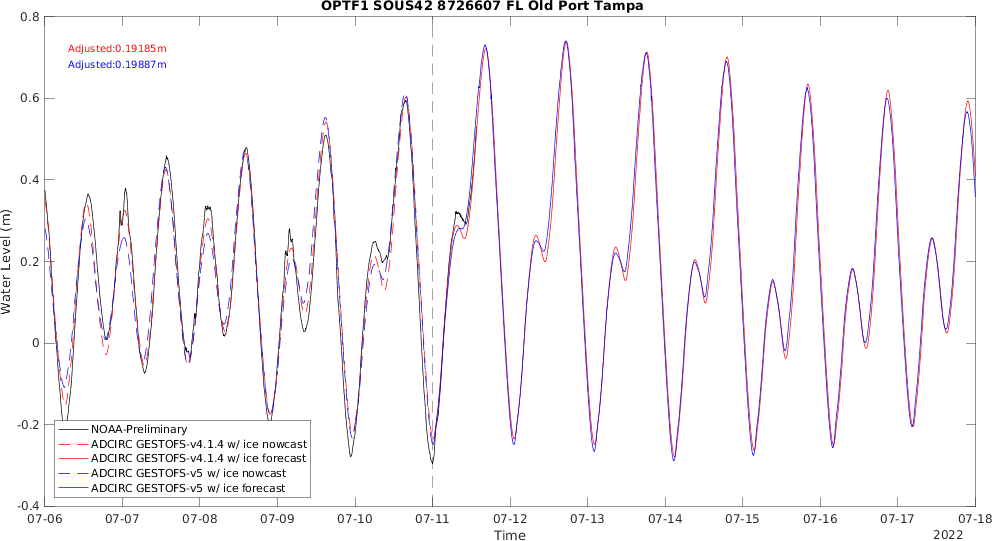 OPTF1 SOUS42 8726607 FL Old Port Tampa
Adjusted:0.19185m
Adjusted:0.19887m
Water Level (m)
0.8
0.6
0.4
0.2
0
-0.2
-0.4
NOAA-Preliminary
ADCIRC GESTOFS-v4.1.4 w/ ice nowcast
ADCIRC GESTOFS-v4.1.4 w/ ice forecast
ADCIRC GESTOFS-v5 w/ ice nowcast
ADCIRC GESTOFS-v5 w/ ice forecast
07-06 07-07 07-08 07-09 07-10 07-11 07-12 07-13 07-14 07-15 07-16 07-17 07-18
Time
2022